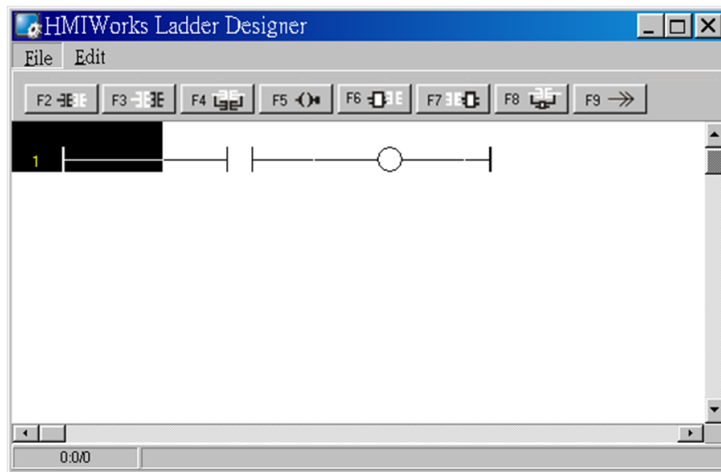 HMIWorks Ladder Designer
File Edit
F2 F3 F4 F5 F6 F7 F8 F9
1
0:0/0